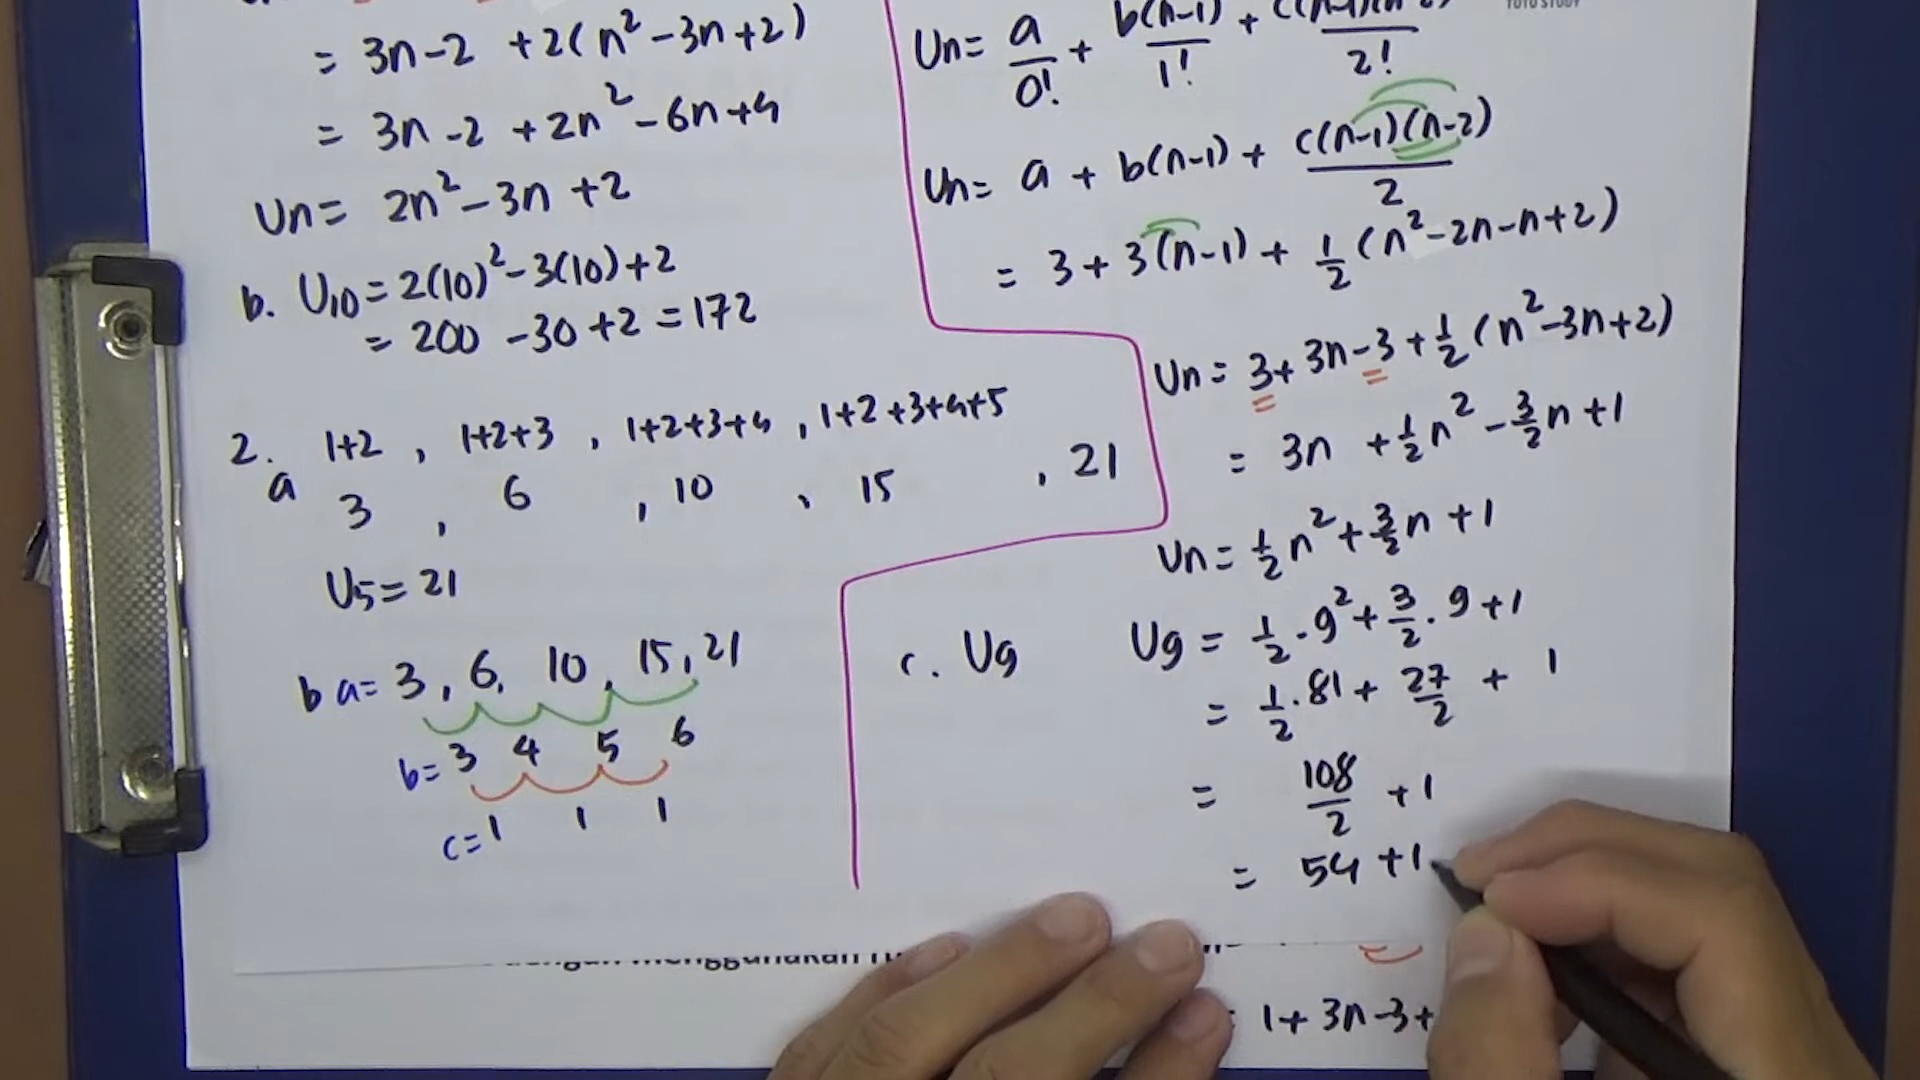 = 3n-2 +2(n²-3n+2)
= 3n-2 +2n²-6n+4
Un= 2n²-3n+2
b. U10=2(10)²-3(10)+2
= 200 -30+2=172
2. 1+2 , 1+2+3 , 1+2+3+4 , 1+2+3+4+5
a 3 , 6 , 10 , 15 , 21
U5=21
b a= 3, 6, 10, 15, 21
b= 3 4 5 6
c= 1 1 1
Un= a/0! + b(n-1)/1! +
2!
Un= a + b(n-1) + c(n-1)(n-2)/2
= 3+3(n-1)+ 1/2 (n²-2n-n+2)
Un = 3+3n-3+1/2(n²-3n+2)
= 3n +1/2n²-3/2n+1
Un= 1/2n²+3/2n+1
c. U9
U9 = 1/2.9²+3/2.9+1
= 1/2.81+ 27/2 + 1
= 108/2 +1
= 54 +1
menggunakan
1+ 3n-3+